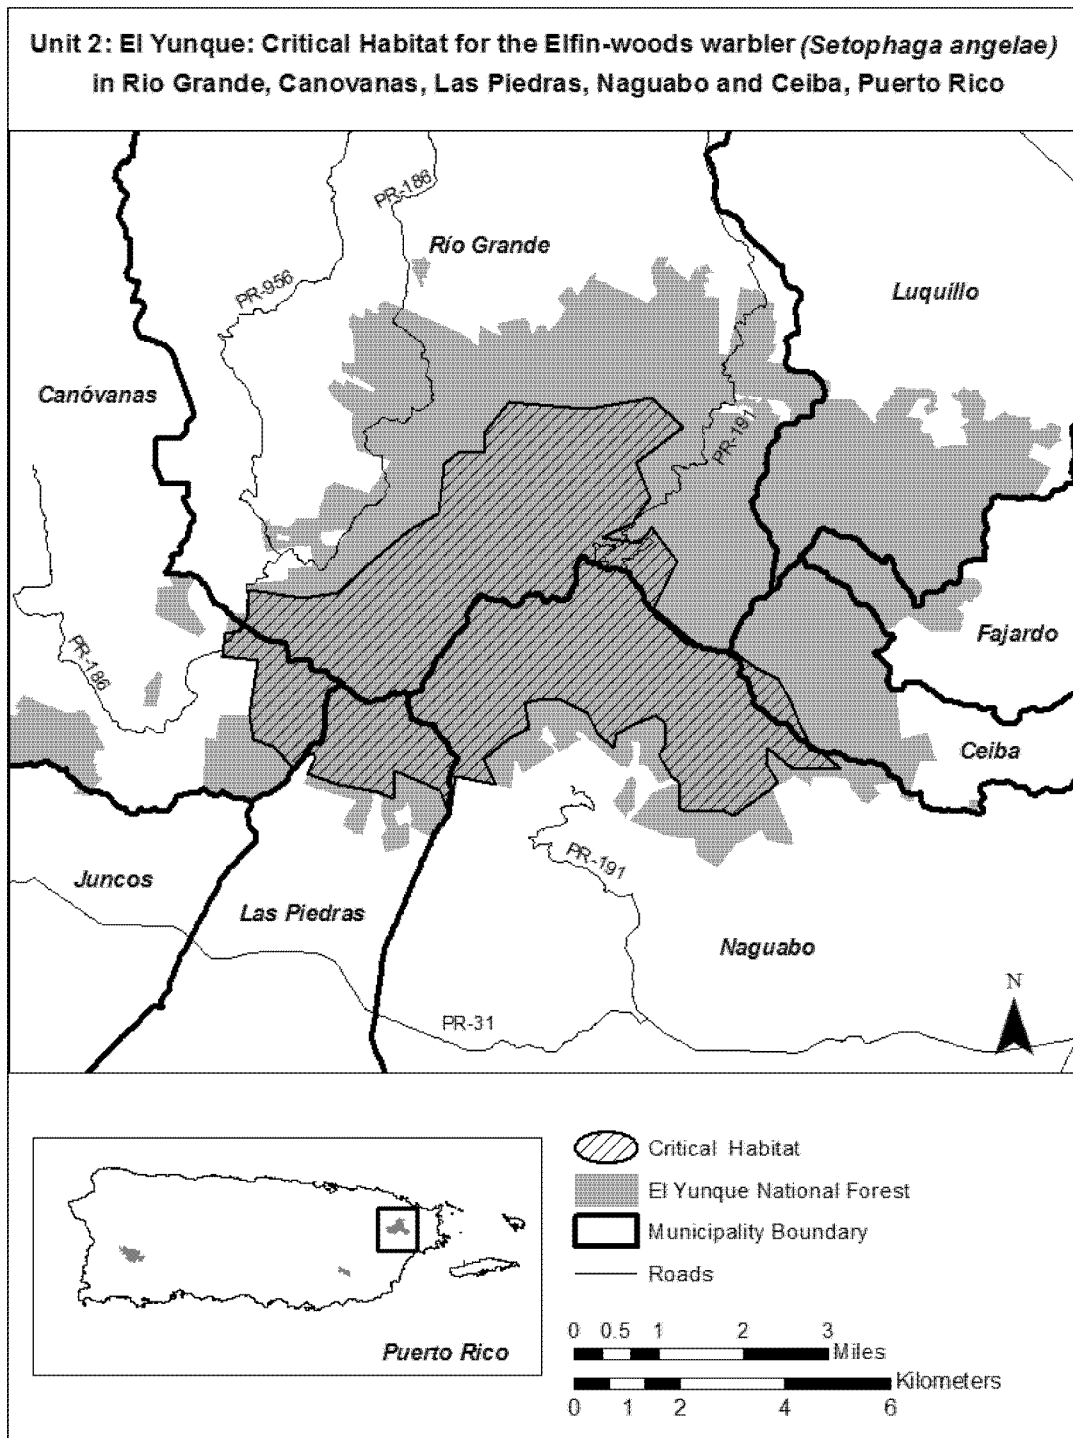 Unit 2: El Yunque: Critical Habitat for the Elfin-woods warbler (Setophaga angelae)
in Rio Grande, Canovanas, Las Piedras, Naguabo and Ceiba, Puerto Rico
PR-186
Río Grande
PR-956
Luquillo
Canóvanas
PR-191
PR-186
Fajardo
Ceiba
PR-191
Juncos
Las Piedras
Naguabo
N
PR-31
Critical Habitat
El Yunque National Forest
Municipality Boundary
Roads
Puerto Rico
0 0.5 1 2 3
Miles
Kilometers
0 1 2 4 6